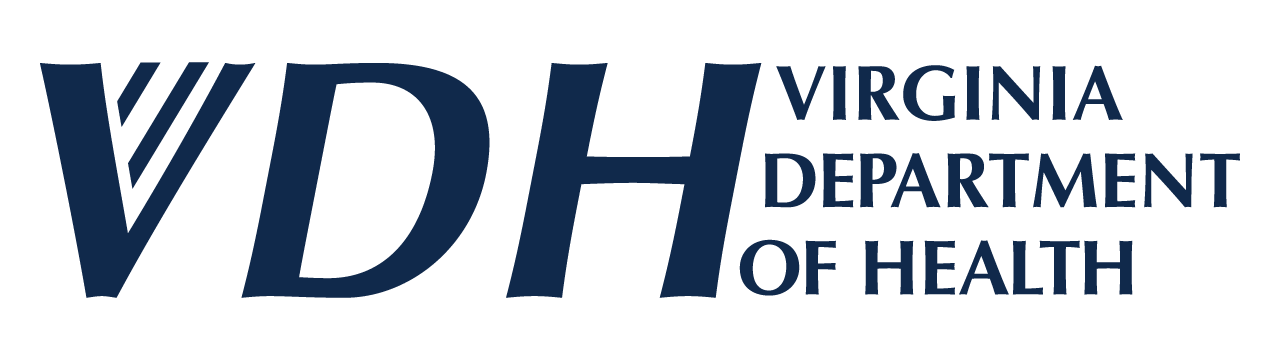 VDH
VIRGINIA
DEPARTMENT
OF HEALTH